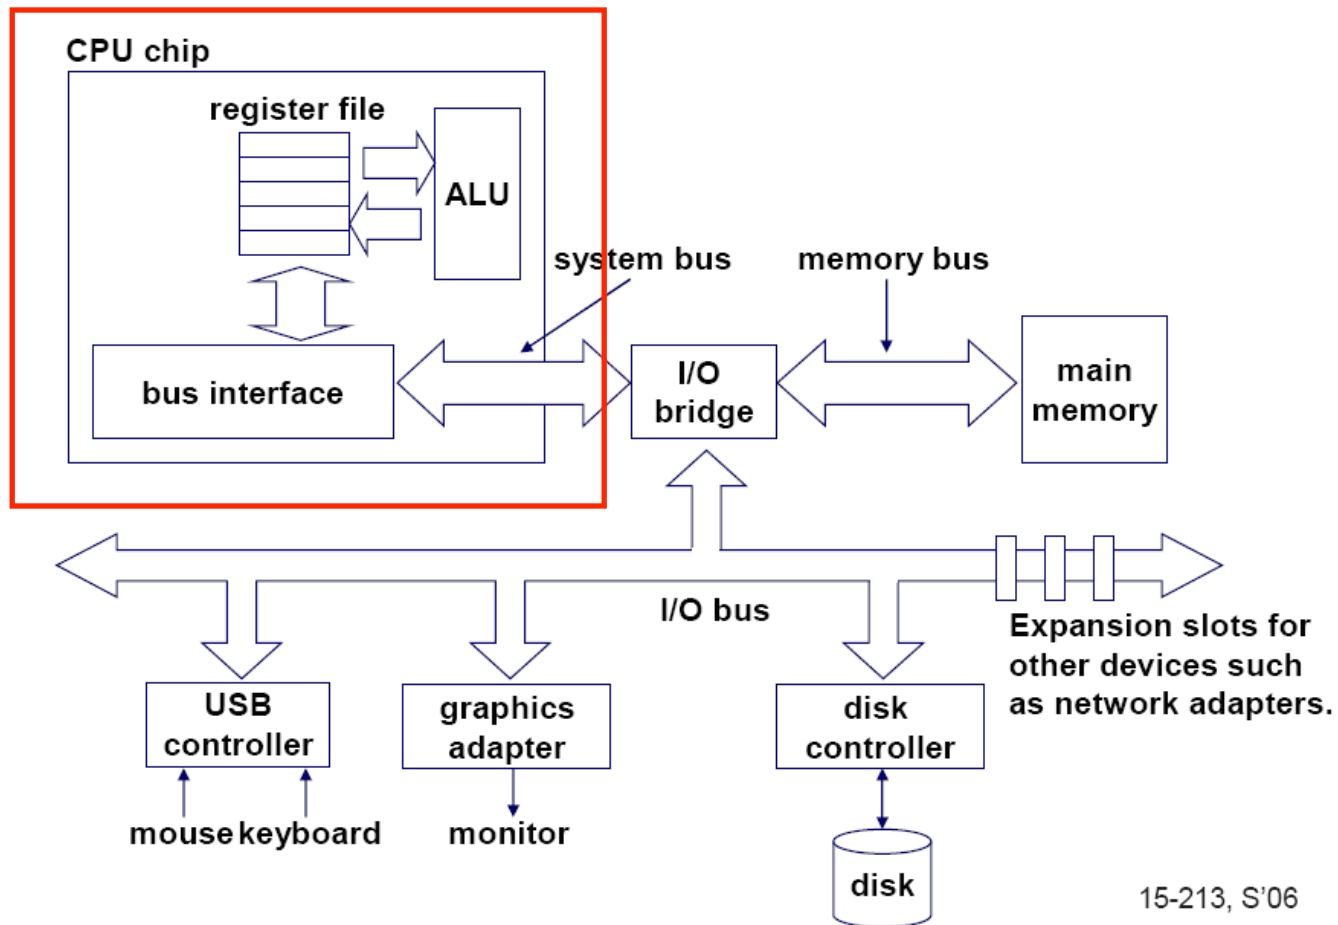 CPU chip
register file
ALU
system bus
memory bus
bus interface
I/O
bridge
main
memory
I/O bus
Expansion slots for
other devices such
as network adapters.
USB
controller
graphics
adapter
disk
controller
mouse
keyboard
monitor
disk
15-213, S’06